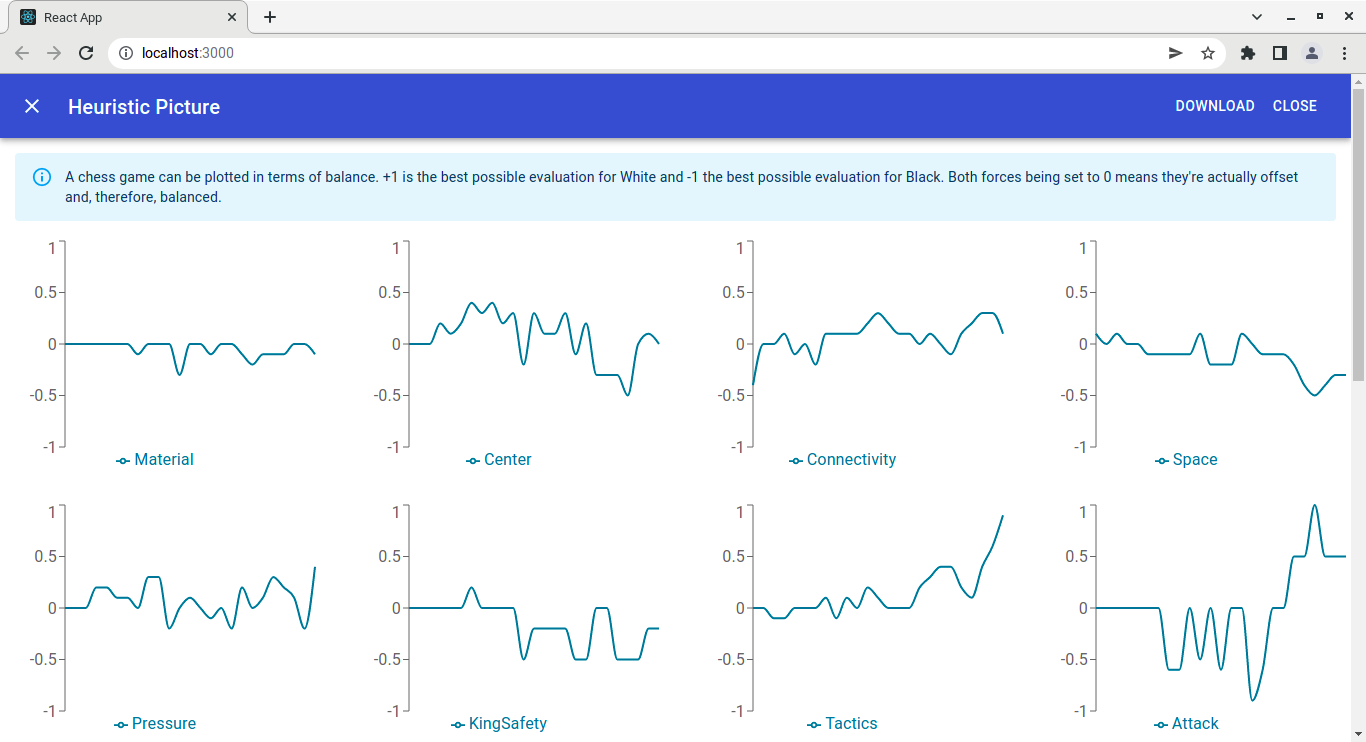 React App
localhost:3000
Heuristic Picture
DOWNLOAD CLOSE
A chess game can be plotted in terms of balance. +1 is the best possible evaluation for White and -1 the best possible evaluation for Black. Both forces being set to 0 means they're actually offset
and, therefore, balanced.
1
0.5
0
-0.5
-1
Material
1
0.5
0
-0.5
-1
Center
1
0.5
0
-0.5
-1
Connectivity
1
0.5
0
-0.5
-1
Space
1
0.5
0
-0.5
-1
Pressure
1
0.5
0
-0.5
-1
KingSafety
1
0.5
0
-0.5
-1
Tactics
1
0.5
0
-0.5
-1
Attack